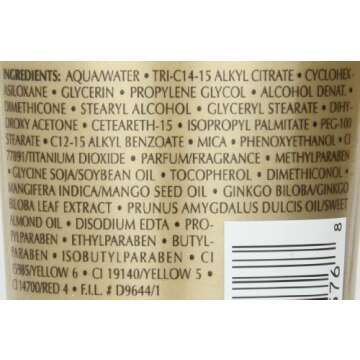 INGREDIENTS: AQUA/WATER • TRI-C14-15 ALKYL CITRATE • CYCLOHEX-
ASILOXANE • GLYCERIN • PROPYLENE GLYCOL • ALCOHOL DENAT. •
DIMETHICONE • STEARYL ALCOHOL • GLYCERYL STEARATE • DIHY-
DROXY ACETONE • CETEARETH-15 • ISOPROPYL PALMITATE • PEG-100
STEARATE • C12-15 ALKYL BENZOATE • MICA • PHENOXYETHANOL • CI
77891/TITANIUM DIOXIDE • PARFUM/FRAGRANCE • METHYLPARABEN
• GLYCINE SOJA/SOYBEAN OIL • TOCOPHEROL • DIMETHICONOL •
MANGIFERA INDICA/MANGO SEED OIL • GINKGO BILOBA/GINKGO
BILOBA LEAF EXTRACT • PRUNUS AMYGDALUS DULCIS OIL/SWEET
ALMOND OIL • DISODIUM EDTA • PRO-
PYLPARABEN • ETHYLPARABEN • BUTYL-
PARABEN • ISOBUTYLPARABEN • CI
15985/YELLOW 6 • CI 19140/YELLOW 5 •
CI 14700/RED 4 • F.I.L. # D9644/1
8